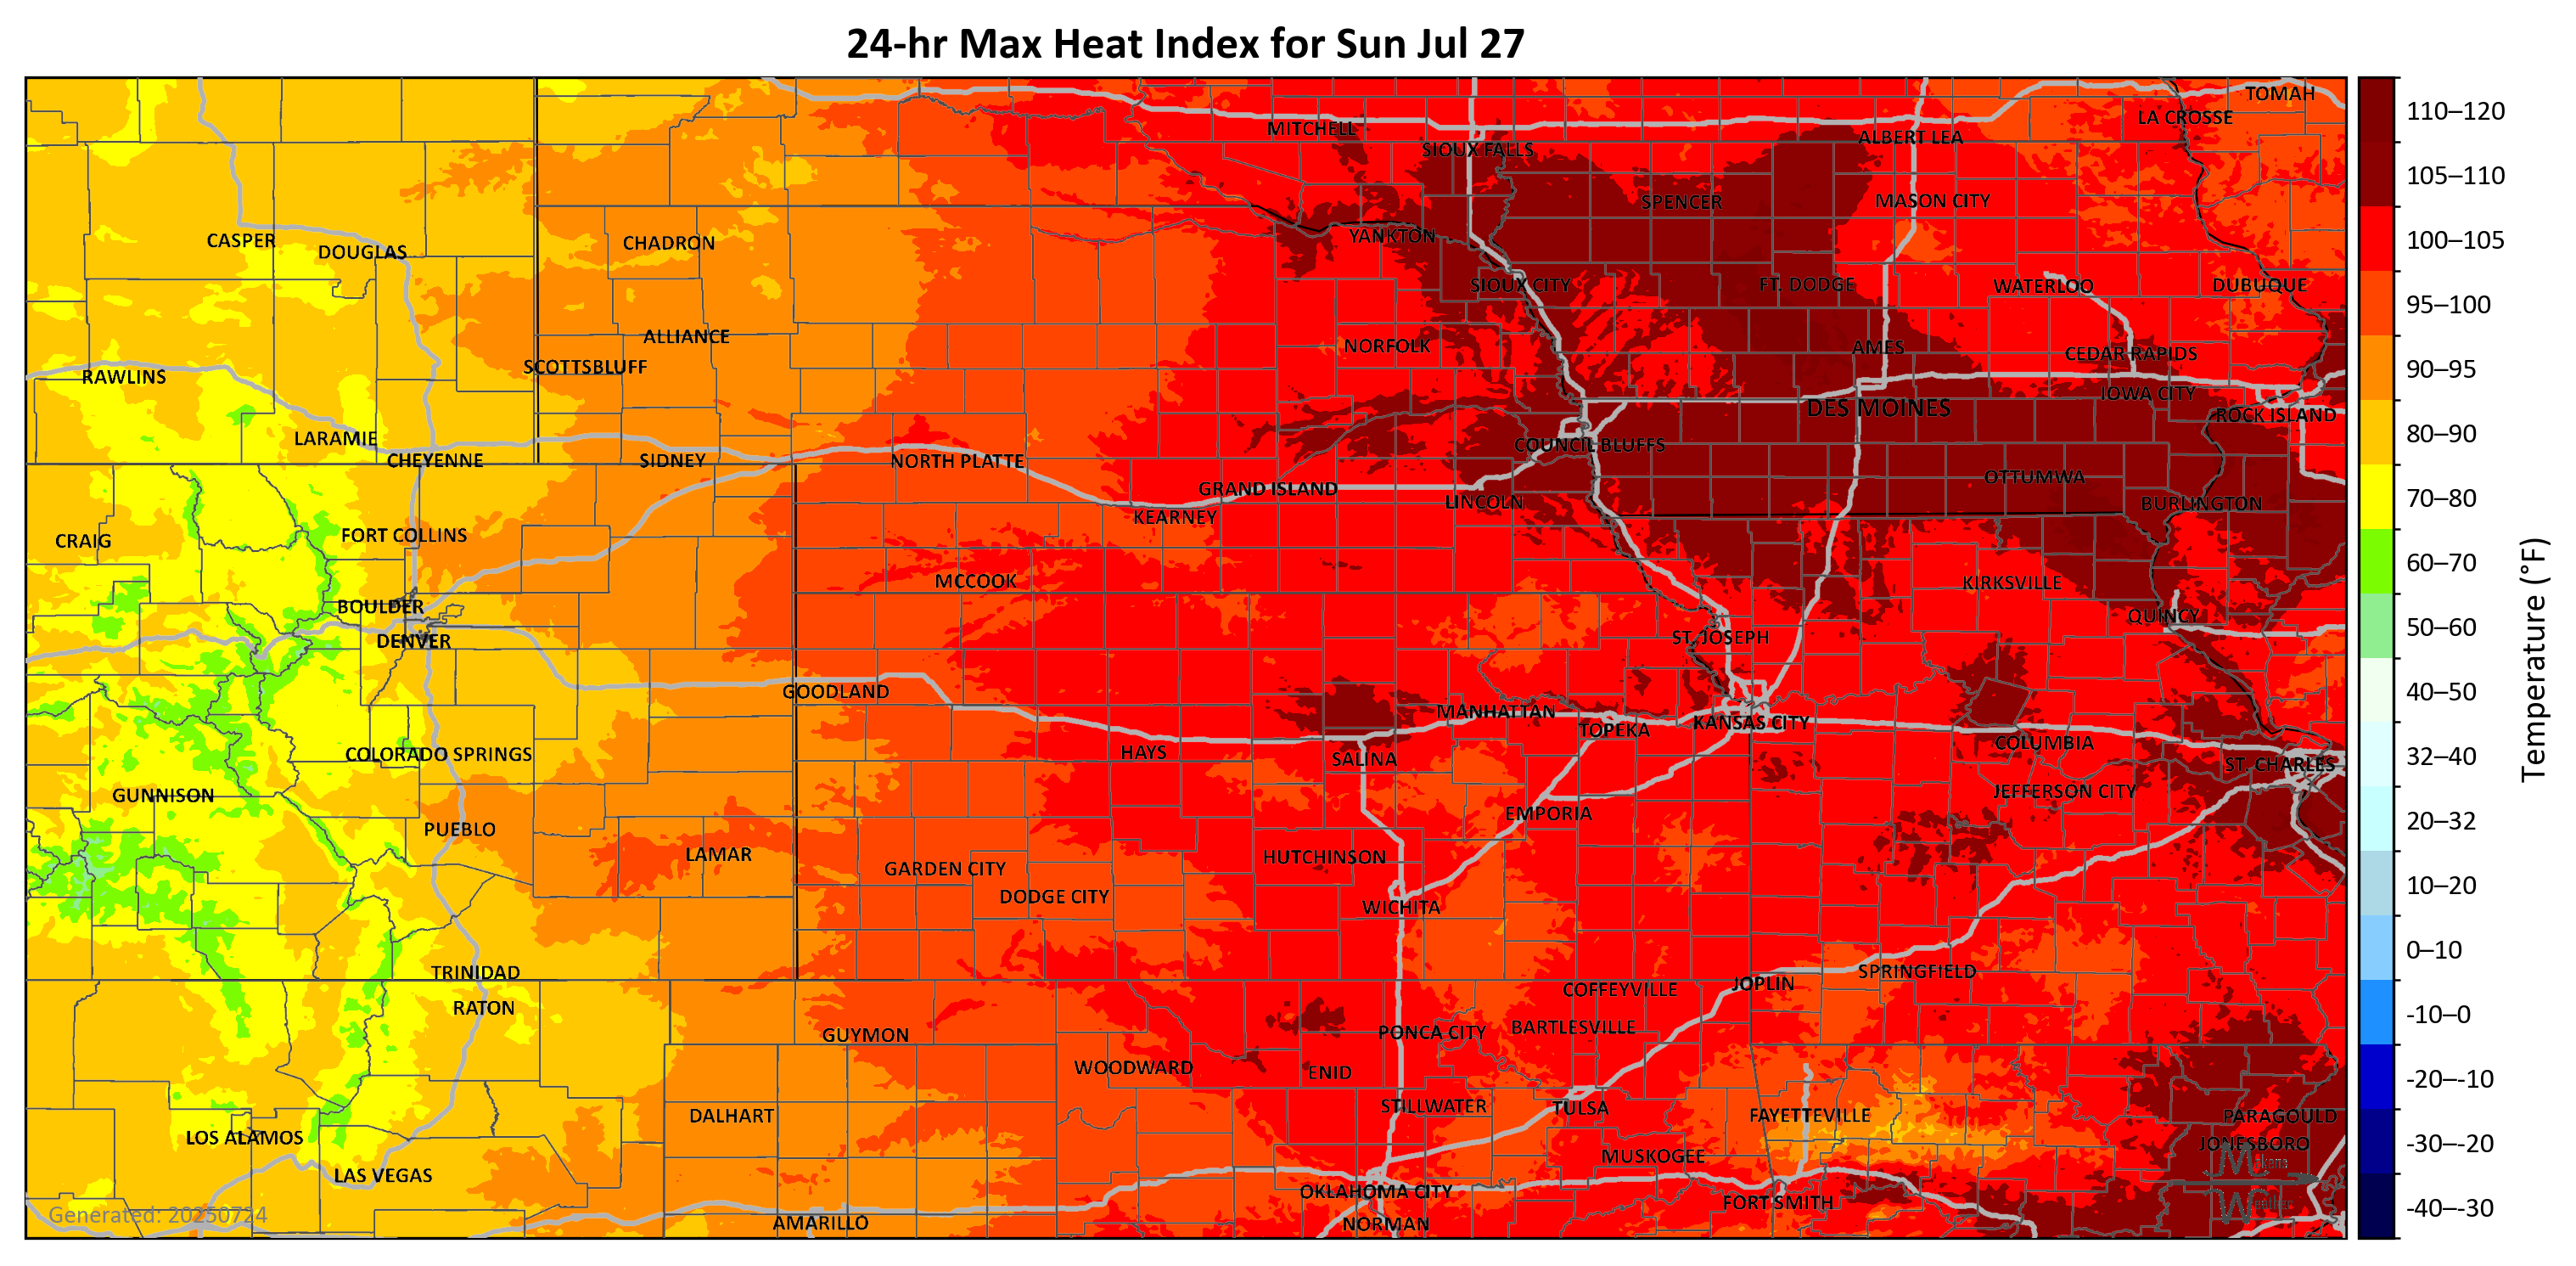 24-hr Max Heat Index for Sun Jul 27
TOMAH
LA CROSSE
MITCHELL
ALBERT LEA
SIOUX FALLS
SPENCER
MASON CITY
YANKTON
CASPER
CHADRON
DOUGLAS
SIOUX CITY
FT. DODGE
WATERLOO
DUBUQUE
ALLIANCE
NORFOLK
AMES
CEDAR RAPIDS
SCOTTSBLUFF
RAWLINS
IOWA CITY
DES MOINES
ROCK ISLAND
LARAMIE
COUNCIL BLUFFS
CHEYENNE
SIDNEY
NORTH PLATTE
OTTUMWA
GRAND ISLAND
LINCOLN
BURLINGTON
KEARNEY
FORT COLLINS
CRAIG
MCCOOK
KIRKSVILLE
BOULDER
QUINCY
DENVER
ST. JOSEPH
GOODLAND
MANHATTAN
KANSAS CITY
TOPEKA
COLUMBIA
COLORADO SPRINGS
HAYS
SALINA
ST. CHARLES
GUNNISON
JEFFERSON CITY
EMPORIA
PUEBLO
LAMAR
HUTCHINSON
GARDEN CITY
DODGE CITY
WICHITA
TRINIDAD
SPRINGFIELD
JOPLIN
COFFEYVILLE
RATON
BARTLESVILLE
GUYMON
PONCA CITY
WOODWARD
ENID
STILLWATER
TULSA
DALHART
FAYETTEVILLE
PARAGOULD
LOS ALAMOS
JONESBORO
MUSKOGEE
LAS VEGAS
OKLAHOMA CITY
FORT SMITH
AMARILLO
NORMAN
Generated: 20250724
110–120
105–110
100–105
95–100
90–95
80–90
70–80
60–70
50–60
40–50
32–40
20–32
10–20
0–10
-10–0
-20–-10
-30–-20
-40–-30
Temperature (°F)